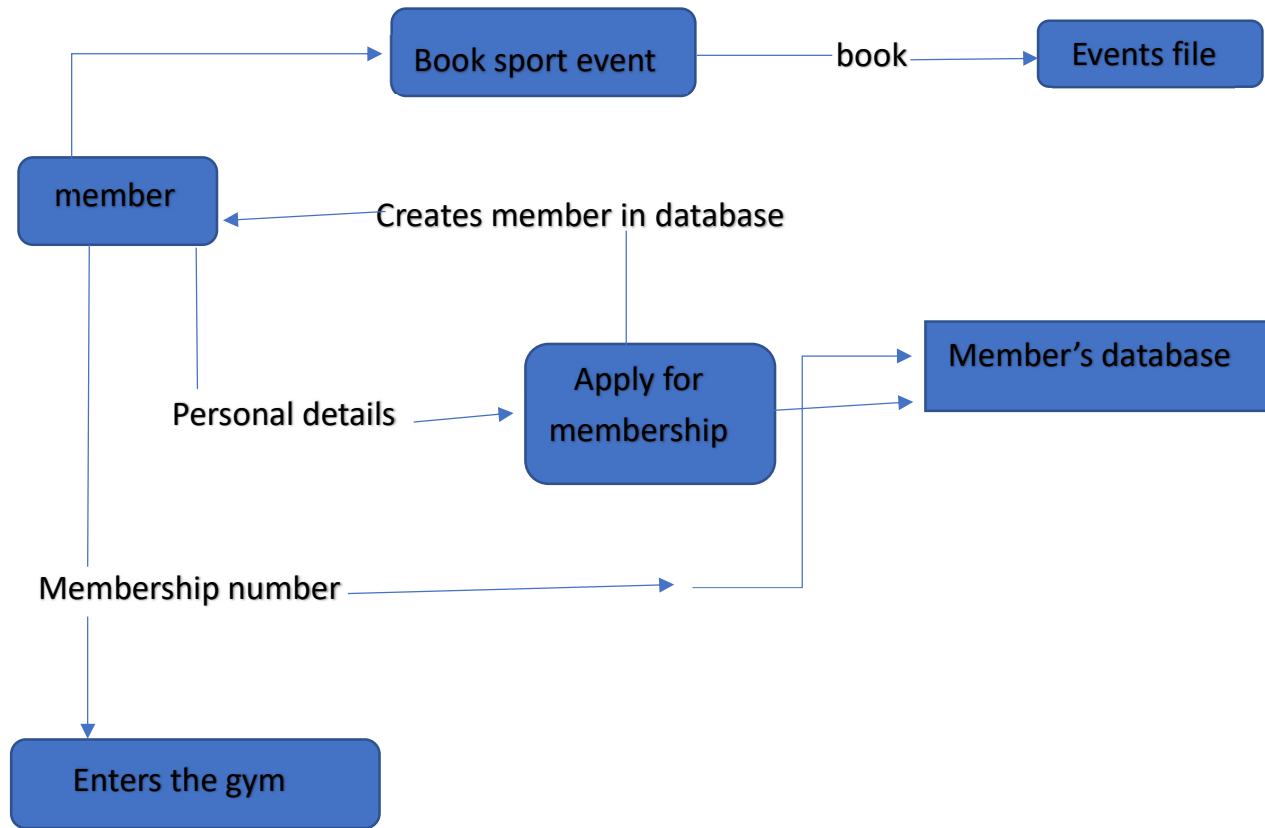 Book sport event
book
Events file
member
Creates member in database
Member’s database
Apply for
membership
Personal details
Membership number
Enters the gym